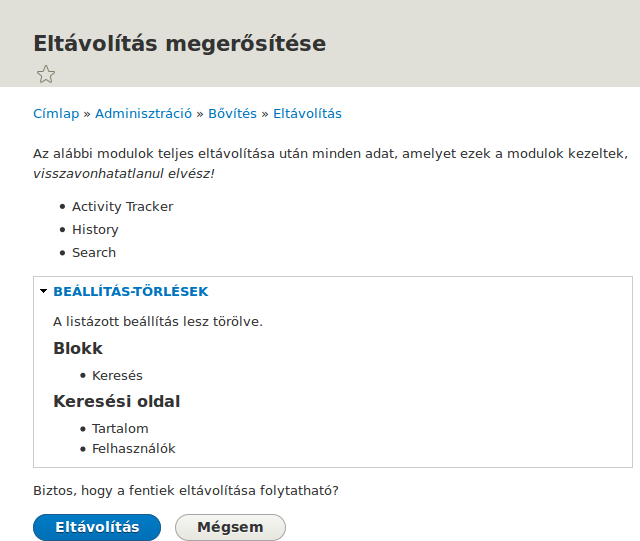 Eltávolítás megerősítése
Címlap » Adminisztráció » Bővítés » Eltávolítás
Az alábbi modulok teljes eltávolítása után minden adat, amelyet ezek a modulok kezeltek,
visszavonhatatlanul elvész!
• Activity Tracker
• History
• Search
BEÁLLÍTÁS-TÖRLÉSEK
A listázott beállítás lesz törölve.
Blokk
• Keresés
Keresési oldal
• Tartalom
• Felhasználók
Biztos, hogy a fentiek eltávolítása folytatható?
Eltávolítás Mégsem